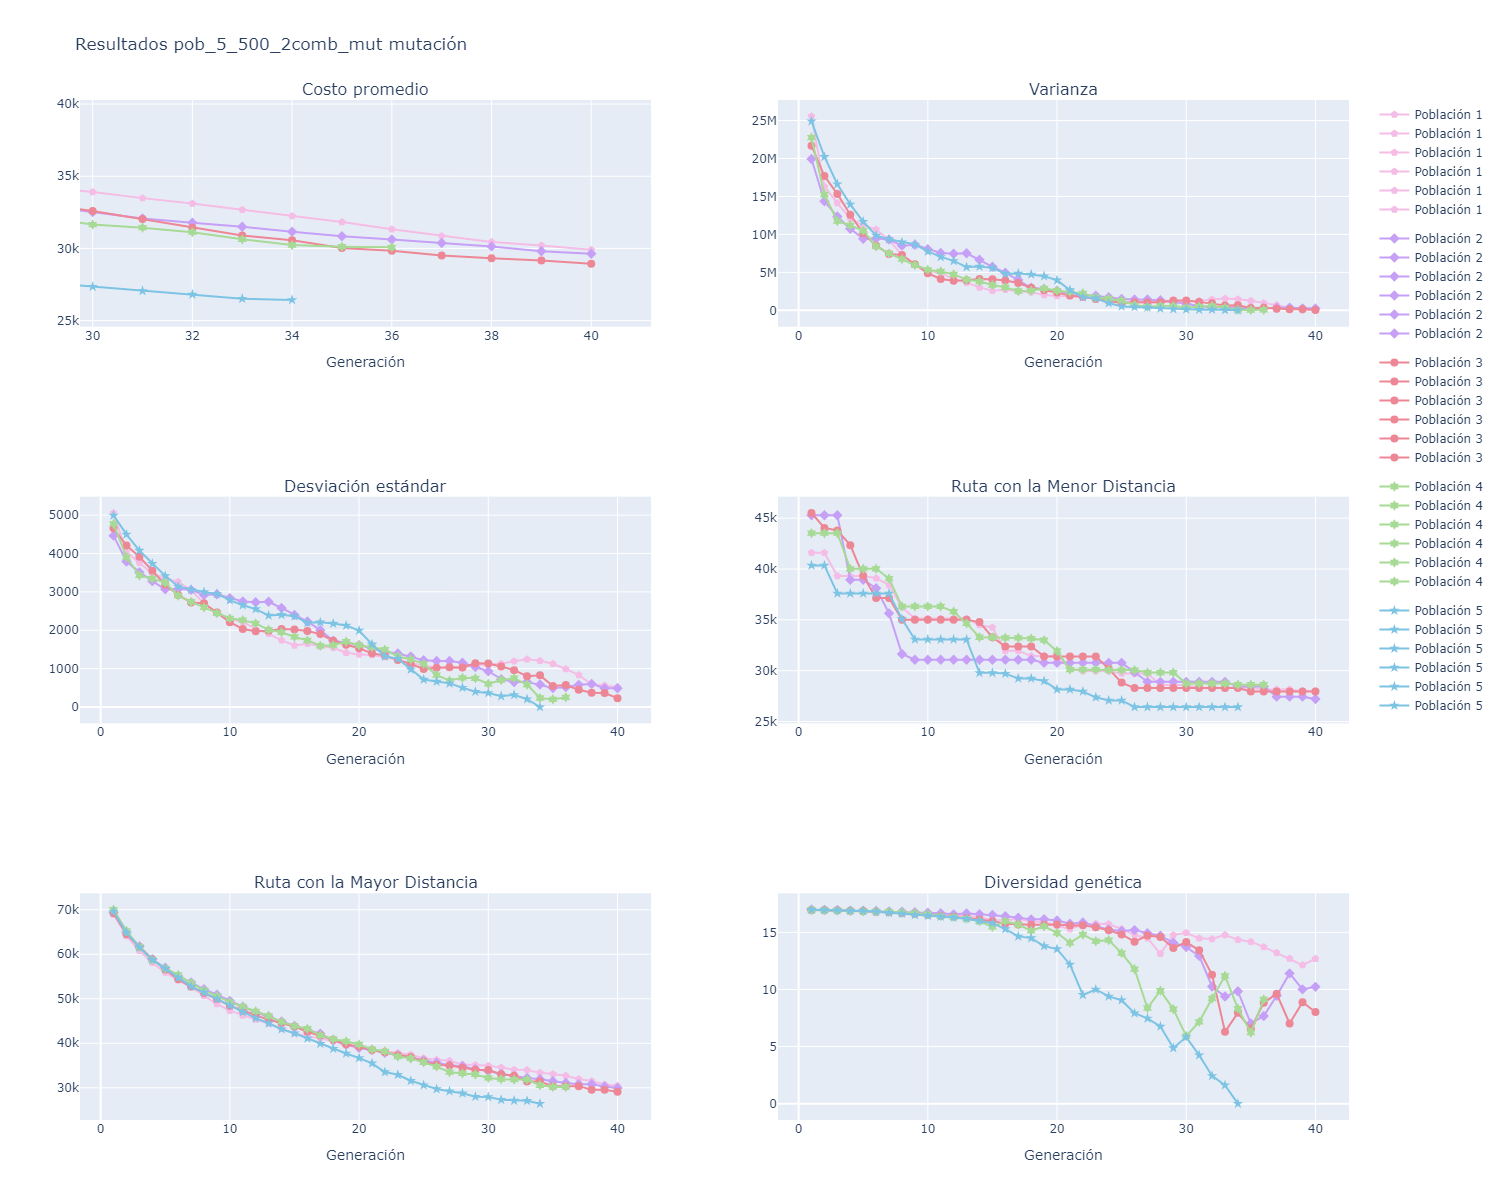 Resultados pob_5_500_2comb_mut mutación
Costo promedio
40k
35k
30k
25k
30 32 34 36 38 40
Generación
Varianza
25M
20M
15M
10M
5M
0
0 10 20 30 40
Generación
Población 1
Población 1
Población 1
Población 1
Población 1
Población 1
Población 2
Población 2
Población 2
Población 2
Población 2
Población 2
Población 3
Población 3
Población 3
Población 3
Población 3
Población 3
Población 4
Población 4
Población 4
Población 4
Población 4
Población 4
Población 5
Población 5
Población 5
Población 5
Población 5
Población 5
Desviación estándar
5000
4000
3000
2000
1000
0
0 10 20 30 40
Generación
Ruta con la Menor Distancia
45k
40k
35k
30k
25k
0 10 20 30 40
Generación
Ruta con la Mayor Distancia
70k
60k
50k
40k
30k
0 10 20 30 40
Generación
Diversidad genética
15
10
5
0
0 10 20 30 40
Generación